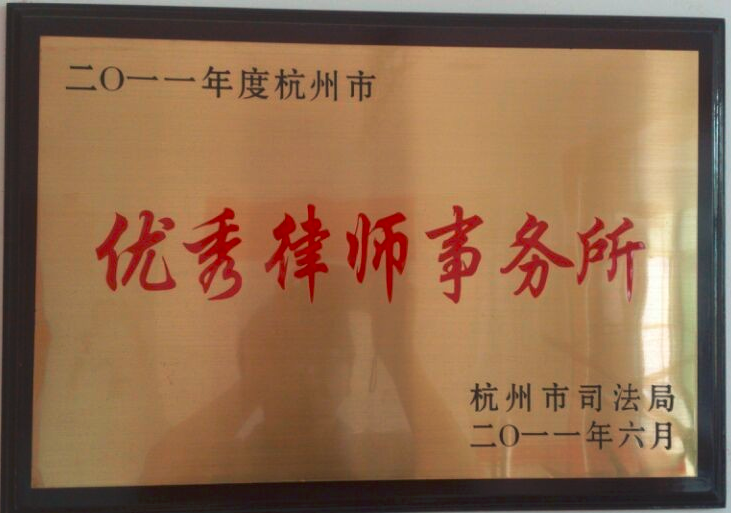 二〇一一年度杭州市
优秀律师事务所
杭州市司法局
二〇一一年六月